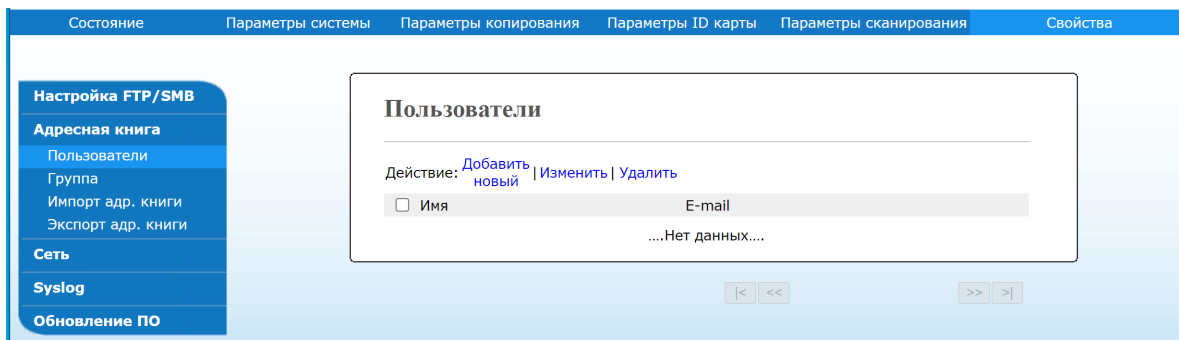 Состояние Параметры системы Параметры копирования Параметры ID карты Параметры сканирования Свойства
Настройка FTP/SMB
Адресная книга
Пользователи
Группа
Импорт адр. книги
Экспорт адр. книги
Сеть
Syslog
Обновление ПО
Пользователи
Действие: Добавить новый | Изменить | Удалить
Имя E-mail
....Нет данных....
|< << >> >|